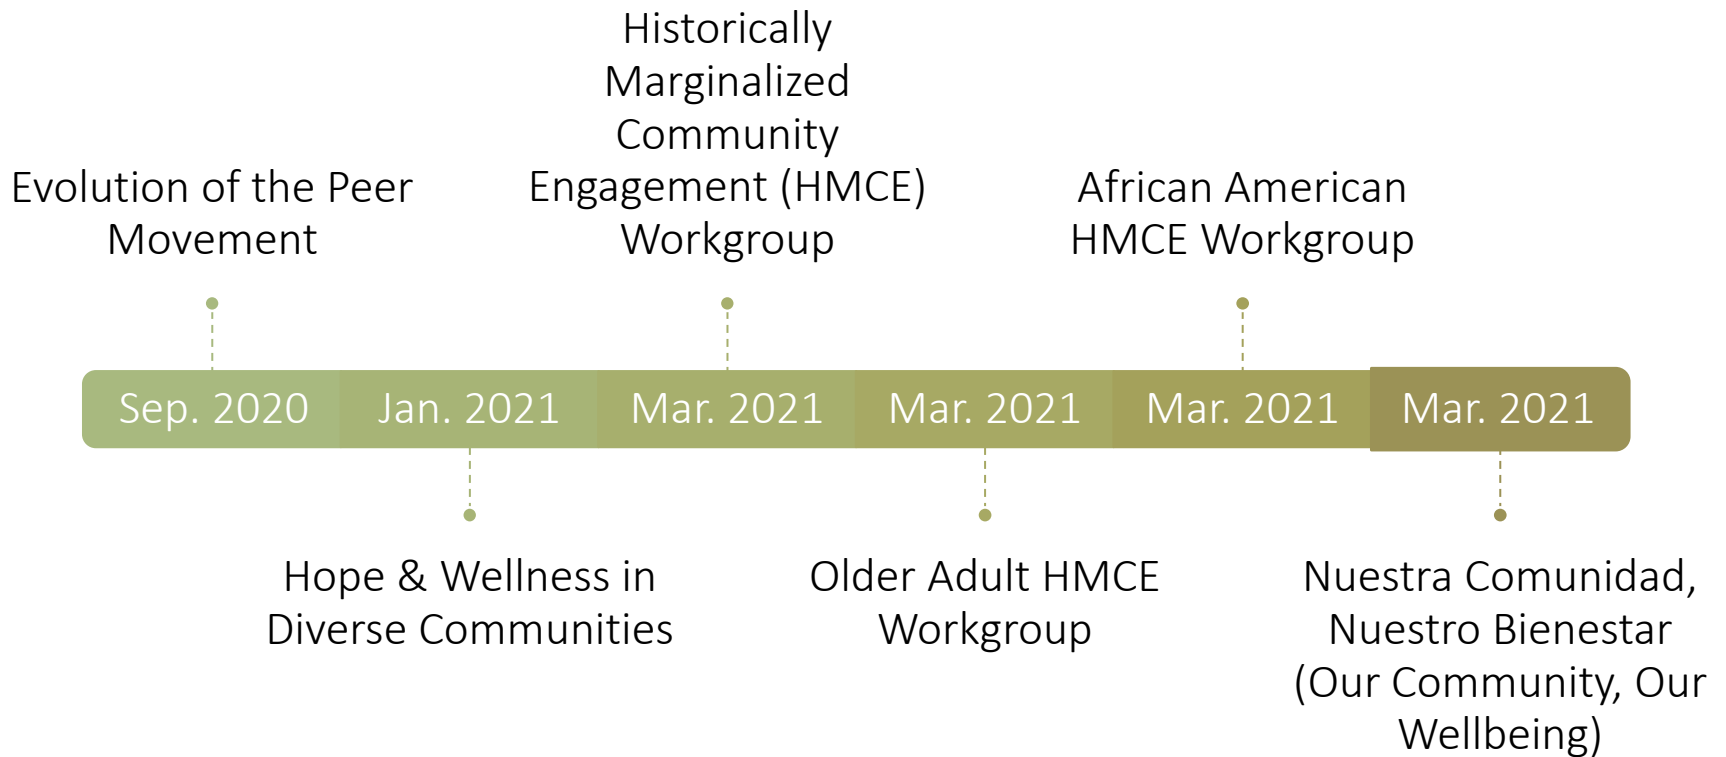 Historically
Marginalized
Community
Engagement (HMCE)
Workgroup
Evolution of the Peer
Movement
African American
HMCE Workgroup
Sep. 2020
Jan. 2021
Mar. 2021
Mar. 2021
Mar. 2021
Mar. 2021
Hope & Wellness in
Diverse Communities
Older Adult HMCE
Workgroup
Nuestra Comunidad,
Nuestro Bienestar
(Our Community, Our
Wellbeing)